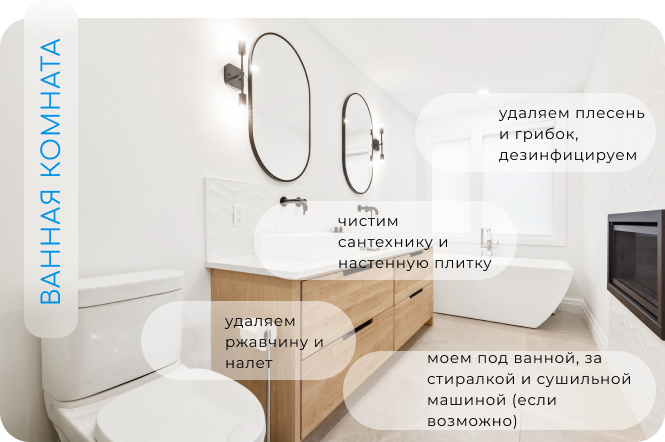 ВАННАЯ КОМНАТА
удаляем плесень
и грибок,
дезинфицируем
чистим
сантехнику и
настенную плитку
удаляем
ржавчину и
налет
моем под ванной, за
стиралкой и сушильной
машиной (если
возможно)